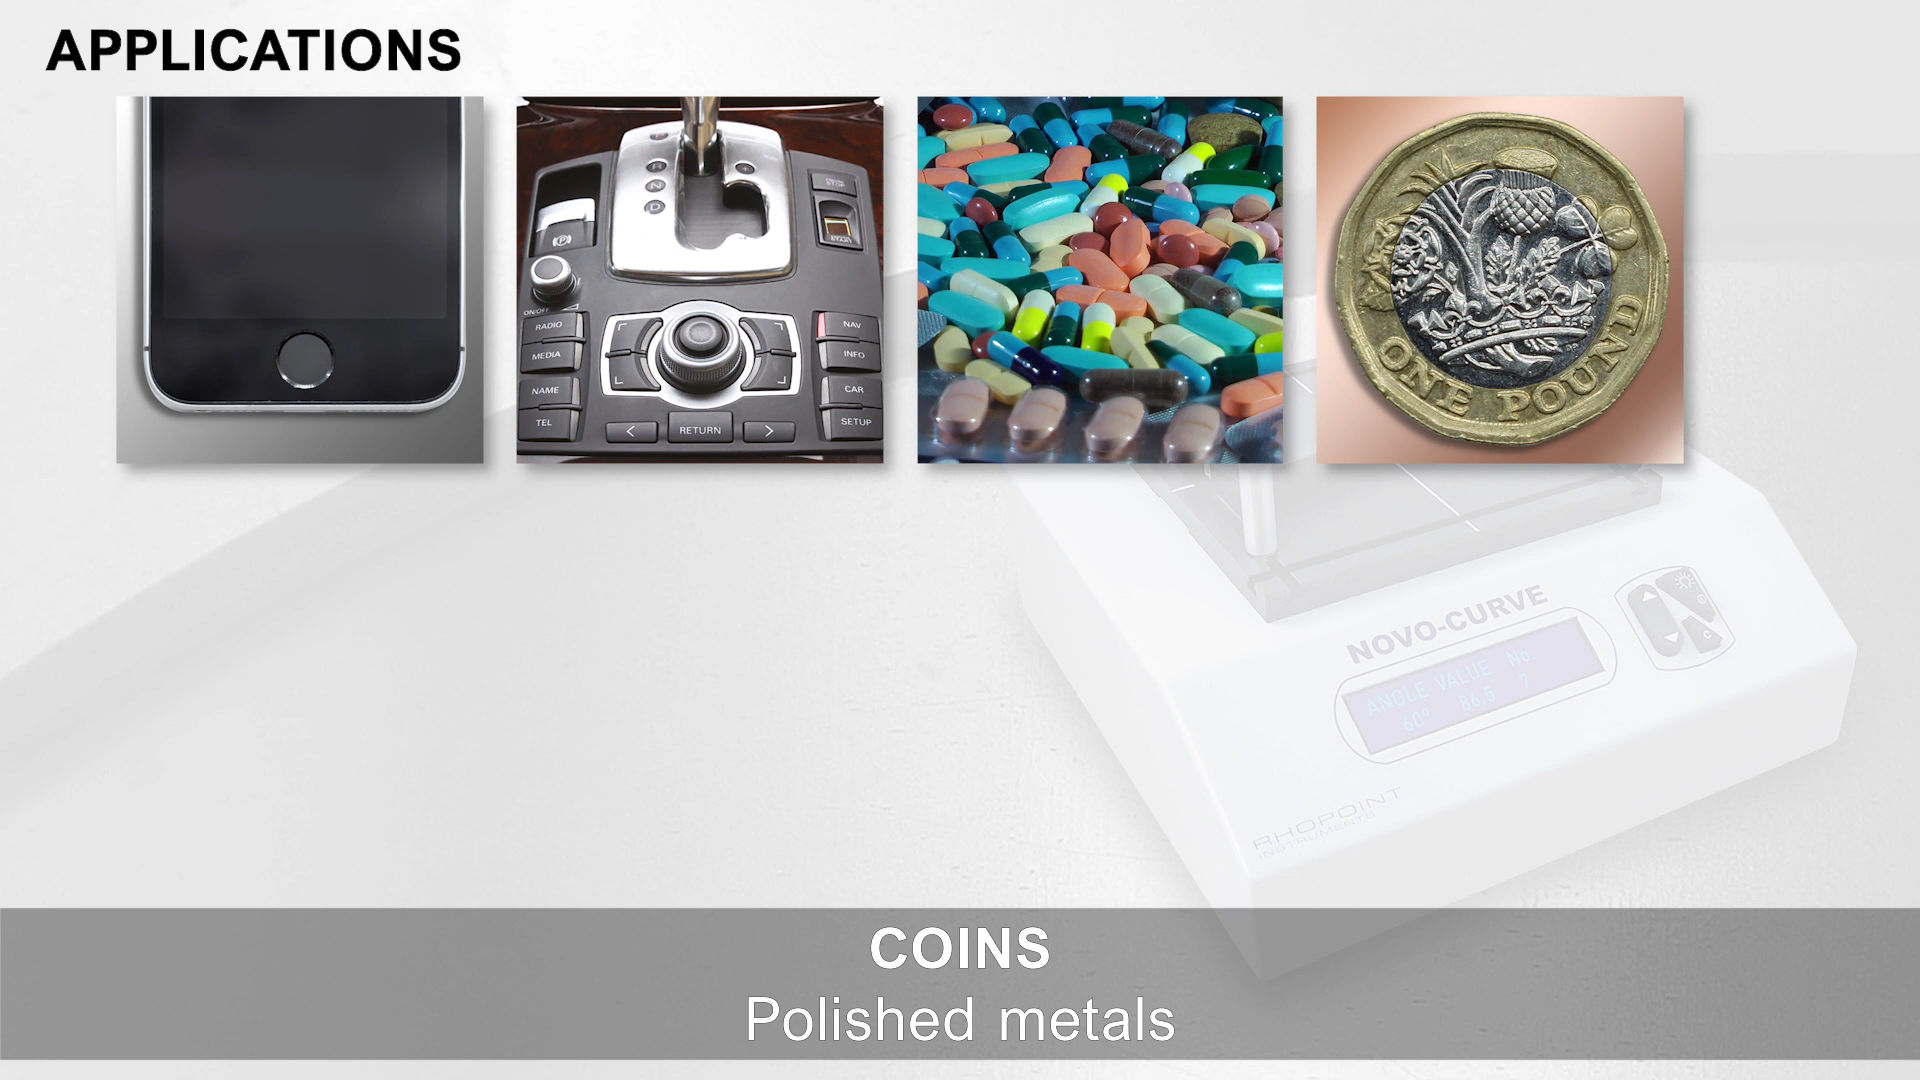 APPLICATIONS
R
N
D
ON/OFF
RADIO
MEDIA
NAME
TEL
NAV
INFO
CAR
SETUP
RETURN
ONE POUND
NOVO-CURVE
ANGLE VALUE No.
60° 86.5 7
C
RHOPOINT
INSTRUMENTS
COINS
Polished metals